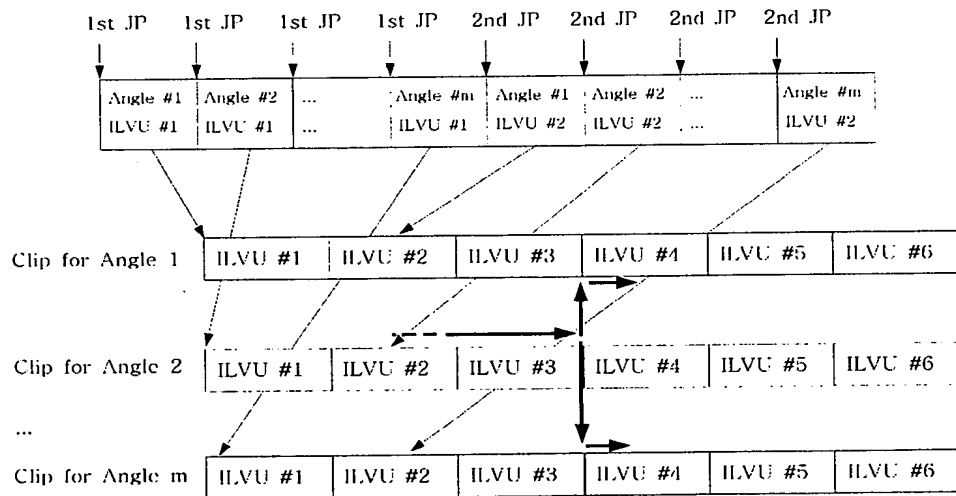 1st JP 1st JP 1st JP 1st JP 2nd JP 2nd JP 2nd JP 2nd JP
Angle #1 Angle #2 ... Angle #m Angle #1 Angle #2 ... Angle #m
ILVU #1 ILVU #1 ... ILVU #1 ILVU #2 ILVU #2 ... ILVU #2
Clip for Angle 1 ILVU #1 ILVU #2 ILVU #3 ILVU #4 ILVU #5 ILVU #6
Clip for Angle 2 ILVU #1 ILVU #2 ILVU #3 ILVU #4 ILVU #5 ILVU #6
...
Clip for Angle m ILVU #1 ILVU #2 ILVU #3 ILVU #4 ILVU #5 ILVU #6